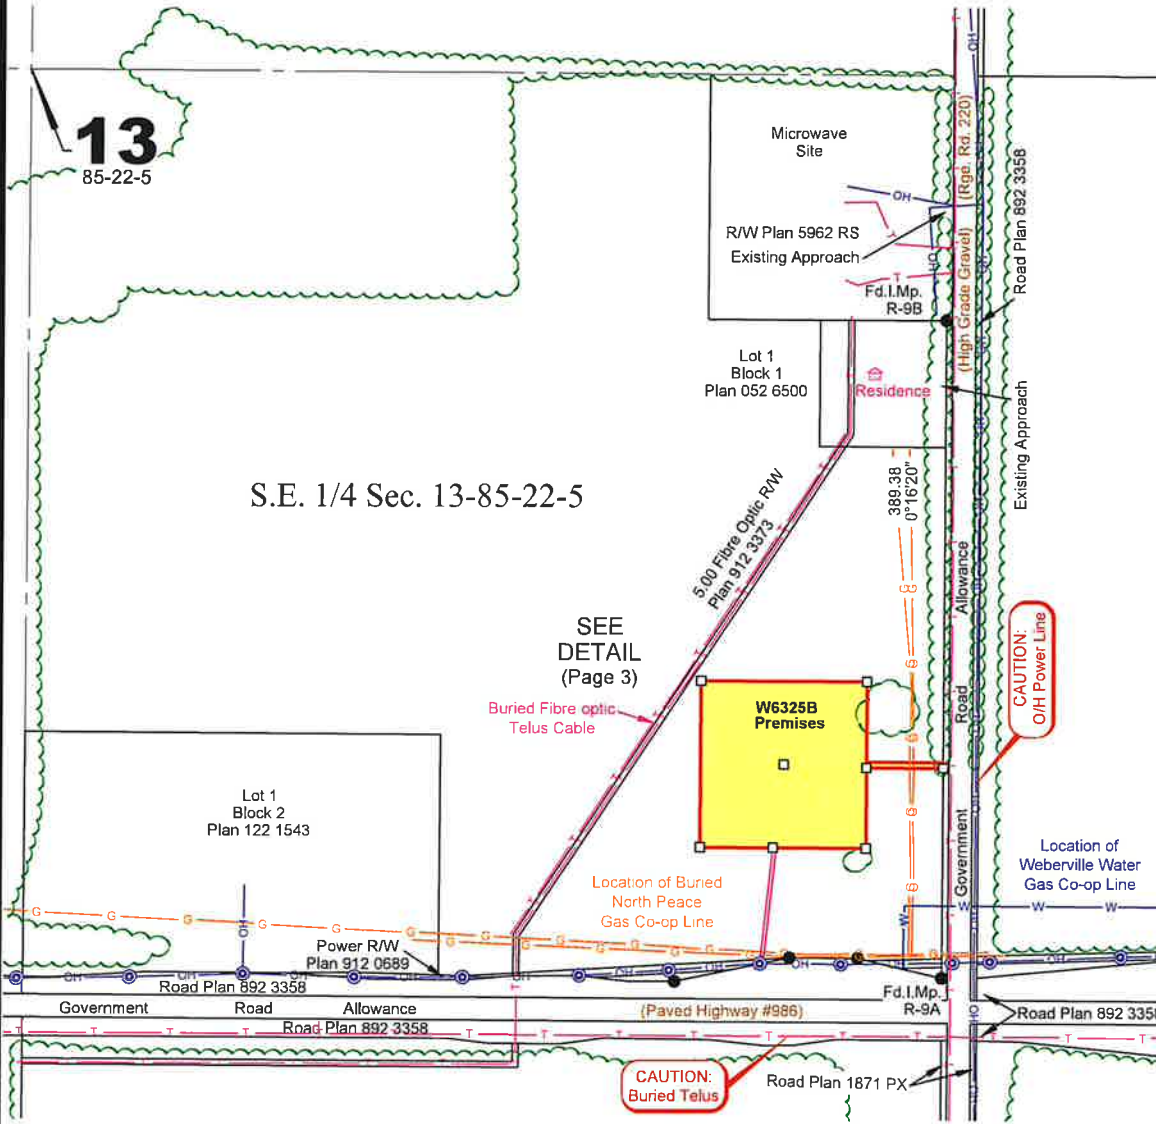 13
85-22-5
Microwave
Site
R/W Plan 5962 RS
Existing Approach
Fd.I.Mp.
R-9B
(Rge. Rd. 220)
(High Grade Gravel)
Road Plan 892 3358
Existing Approach
Lot 1
Block 1
Plan 052 6500
Residence
S.E. 1/4 Sec. 13-85-22-5
389.38
0°16'20"
5.00 Fibre Optic R/W
Plan 912 3373
Government Road Allowance
SEE
DETAIL
(Page 3)
Buried Fibre optic
Telus Cable
W6325B
Premises
CAUTION:
O/H Power Line
Lot 1
Block 2
Plan 122 1543
Location of Buried
North Peace
Gas Co-op Line
Location of
Weberville Water
Gas Co-op Line
Power R/W
Plan 912 0689
Road Plan 892 3358
Fd.I.Mp.
R-9A
Government Road Allowance
(Paved Highway #986)
Road Plan 892 3358
Road Plan 892 3358
CAUTION:
Buried Telus
Road Plan 1871 PX